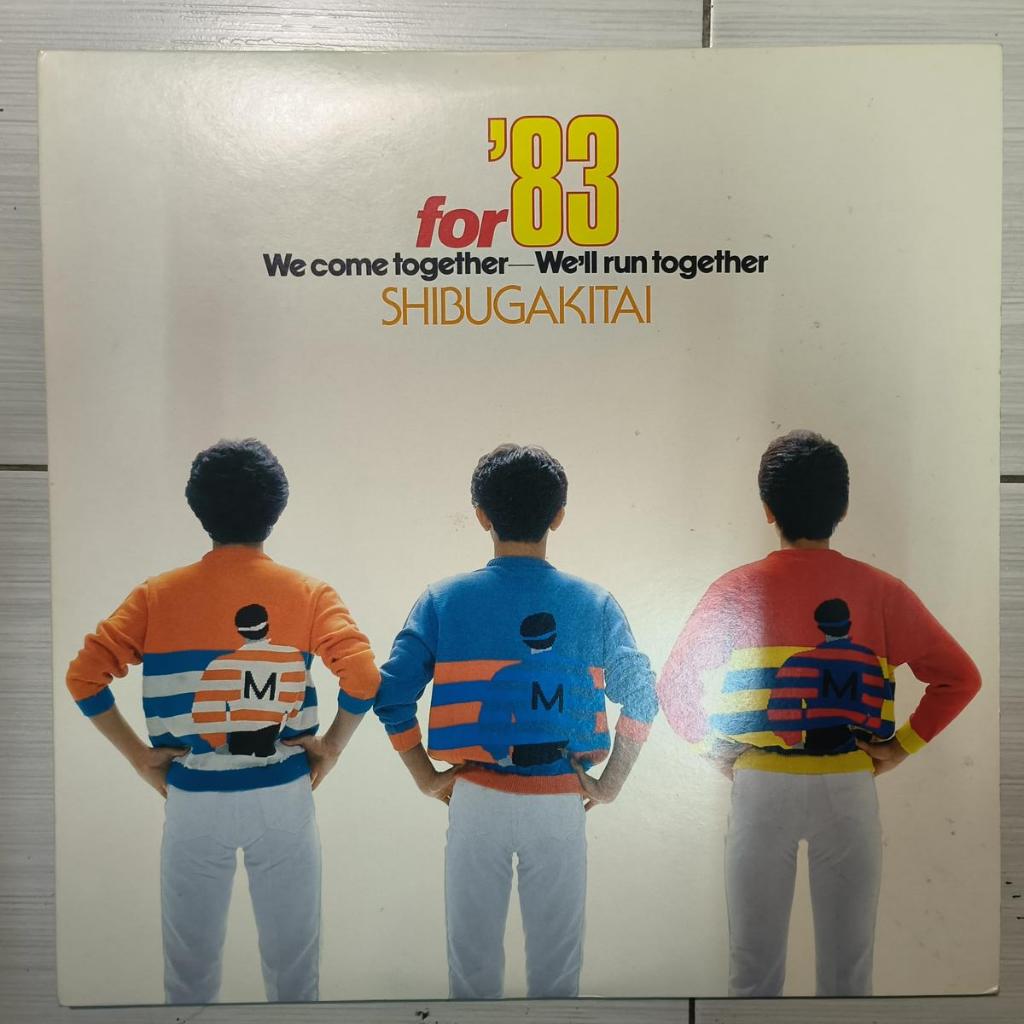 for '83
We come together—We'll run together
SHIBUGAKITAI
M
M
M